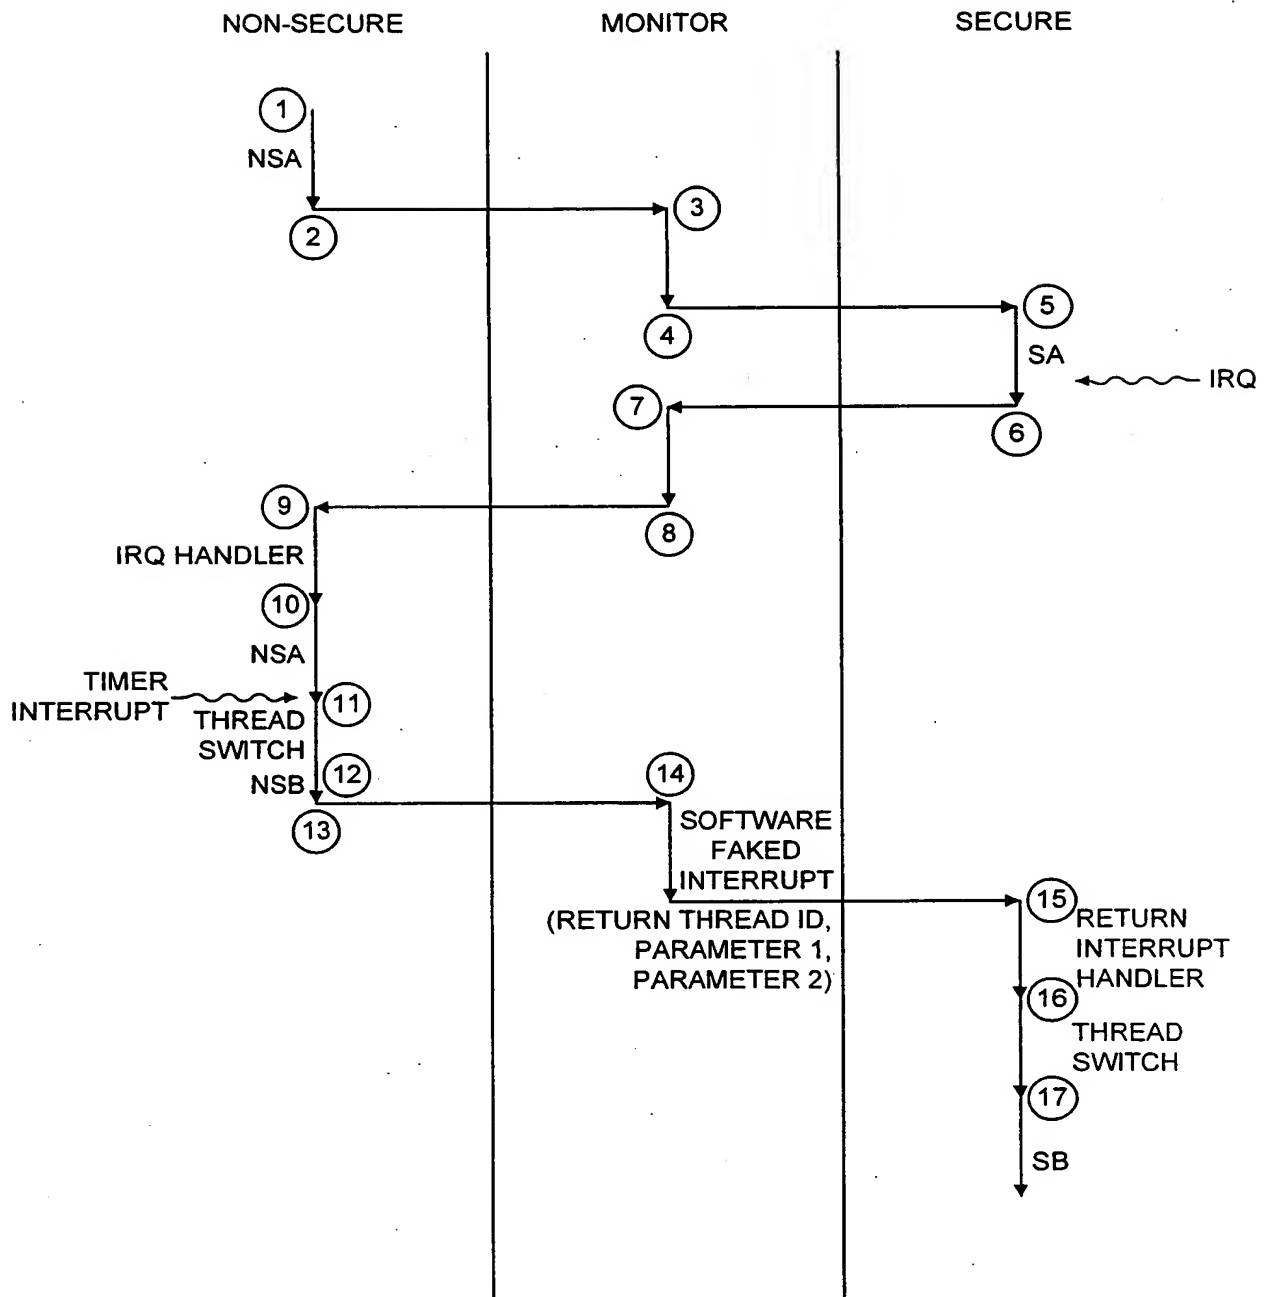 NON-SECURE MONITOR SECURE
1
NSA
2
3
4
5
SA
IRQ
6
7
8
9
IRQ HANDLER
10
NSA
TIMER
INTERRUPT
11
THREAD
SWITCH
NSB
12
13
14
SOFTWARE
FAKED
INTERRUPT
(RETURN THREAD ID,
PARAMETER 1,
PARAMETER 2)
15
RETURN
INTERRUPT
HANDLER
16
THREAD
SWITCH
17
SB